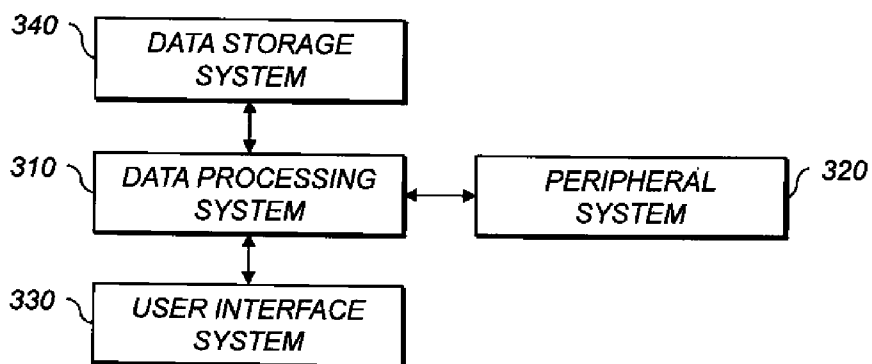 340
DATA STORAGE
SYSTEM
310
DATA PROCESSING
SYSTEM
PERIPHERAL
SYSTEM
320
330
USER INTERFACE
SYSTEM